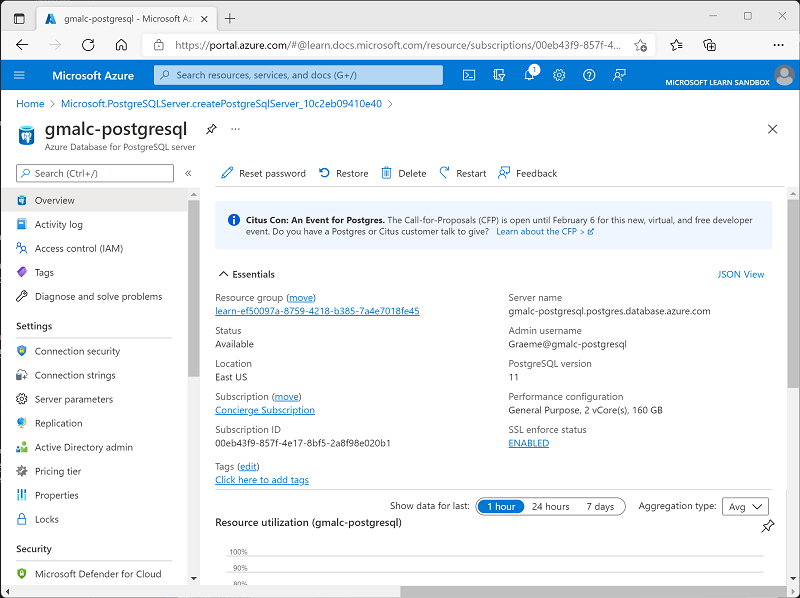 gmalc-postgresql - Microsoft Az
https://portal.azure.com/#@learn.docs.microsoft.com/resource/subscriptions/00eb43f9-857f-4...
Microsoft Azure
Search resources, services, and docs (G+/)
1
MICROSOFT LEARN SANDBOX
Home > Microsoft.PostgreSQLServer.createPostgreSqlServer_10c2eb09410e40 >
gmalc-postgresql
Azure Database for PostgreSQL server
Search (Ctrl+/)
Overview
Activity log
Access control (IAM)
Tags
Diagnose and solve problems
Settings
Connection security
Connection strings
Server parameters
Replication
Active Directory admin
Pricing tier
Properties
Locks
Security
Microsoft Defender for Cloud
Reset password
Restore
Delete
Restart
Feedback
Citus Con: An Event for Postgres. The Call-for-Proposals (CFP) is open until February 6 for this new, virtual, and free developer
event. Do you have a Postgres or Citus customer talk to give? Learn about the CFP >
Essentials
JSON View
Resource group (move)
learn-ef50097a-8759-4218-b385-7a4e7018fe45
Status
Available
Location
East US
Subscription (move)
Concierge Subscription
Subscription ID
00eb43f9-857f-4e17-8bf5-2a8f98e020b1
Tags (edit)
Click here to add tags
Server name
gmalc-postgresql.postgres.database.azure.com
Admin username
Graeme@gmalc-postgresql
PostgreSQL version
11
Performance configuration
General Purpose, 2 vCore(s), 160 GB
SSL enforce status
ENABLED
Show data for last:
1 hour
24 hours
7 days
Aggregation type:
Avg
Resource utilization (gmalc-postgresql)
100%
90%
80%